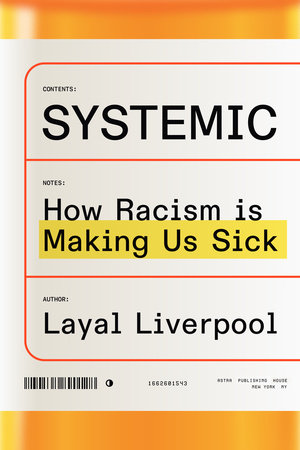 CONTENTS:
SYSTEMIC
NOTES:
How Racism is
Making Us Sick
AUTHOR:
Layal Liverpool
1662601543
ASTRA PUBLISHING HOUSE
NEW YORK NY